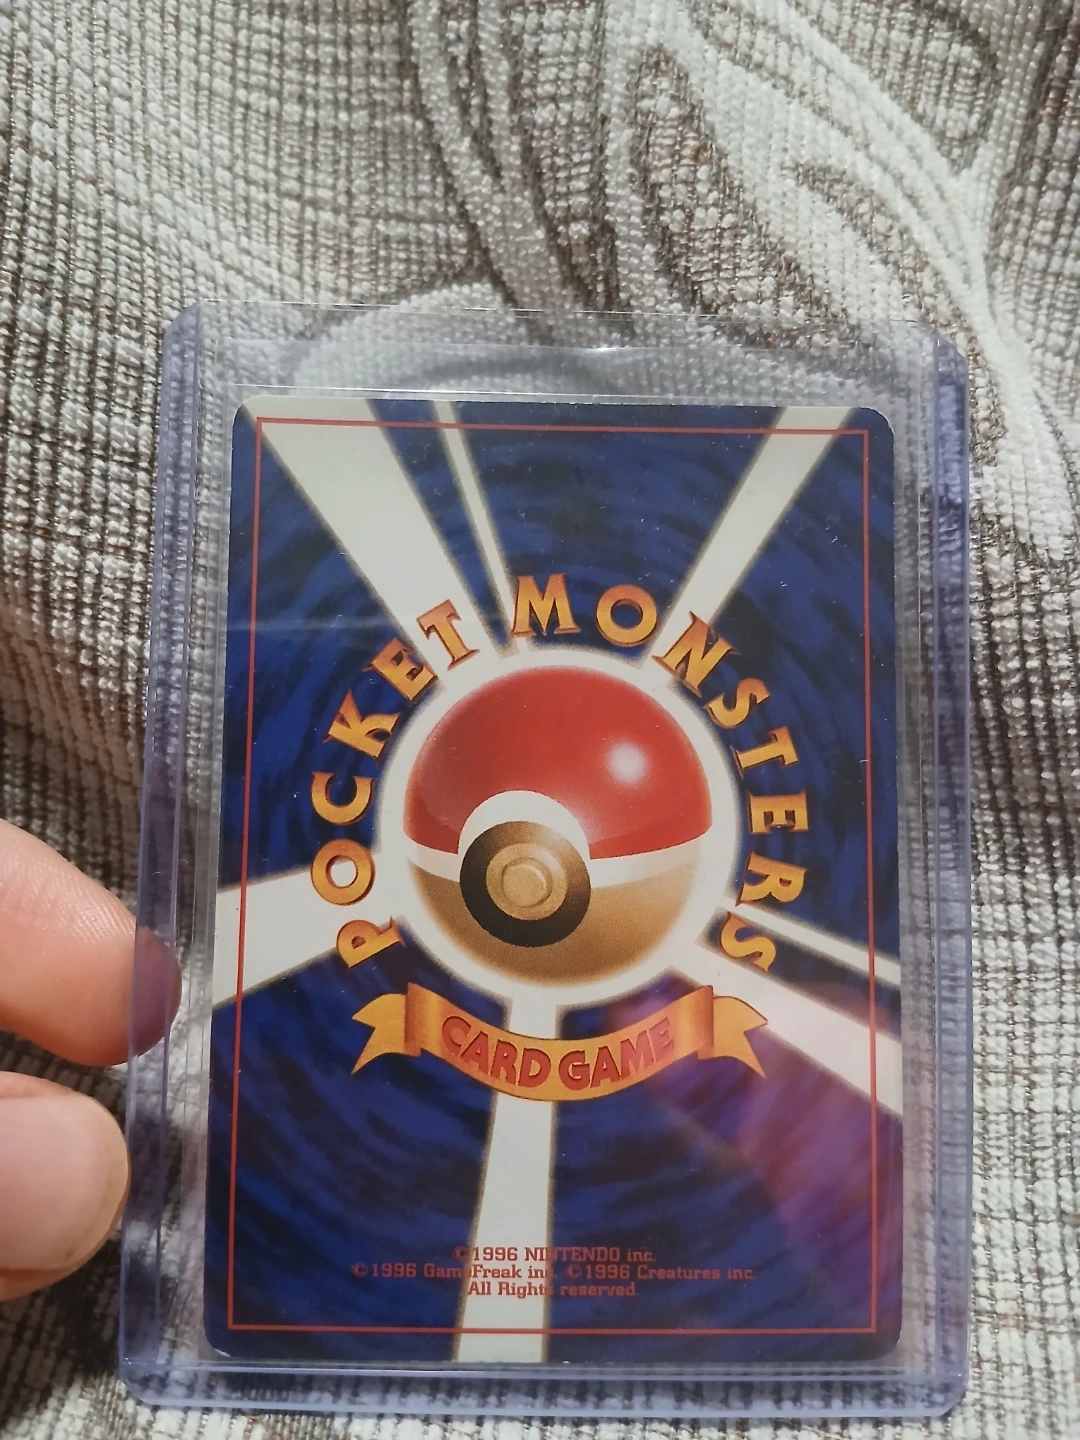 POCKET MONSTERS
CARD GAME
©1996 NINTENDO inc.
©1996 GameFreak inc. ©1996 Creatures inc.
All Rights reserved